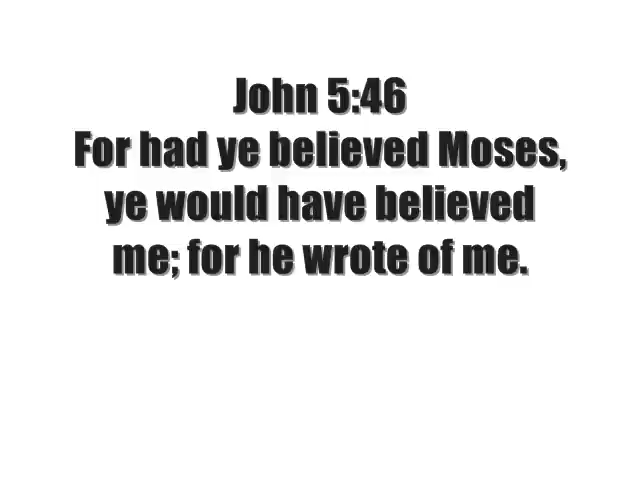 John 5:46
For had ye believed Moses,
ye would have believed
me; for he wrote of me.